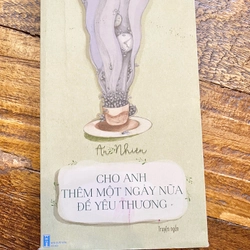 An Nhiên
CHO ANH
THÊM MỘT NGÀY NỮA
ĐỂ YÊU THƯƠNG
Truyện ngắn